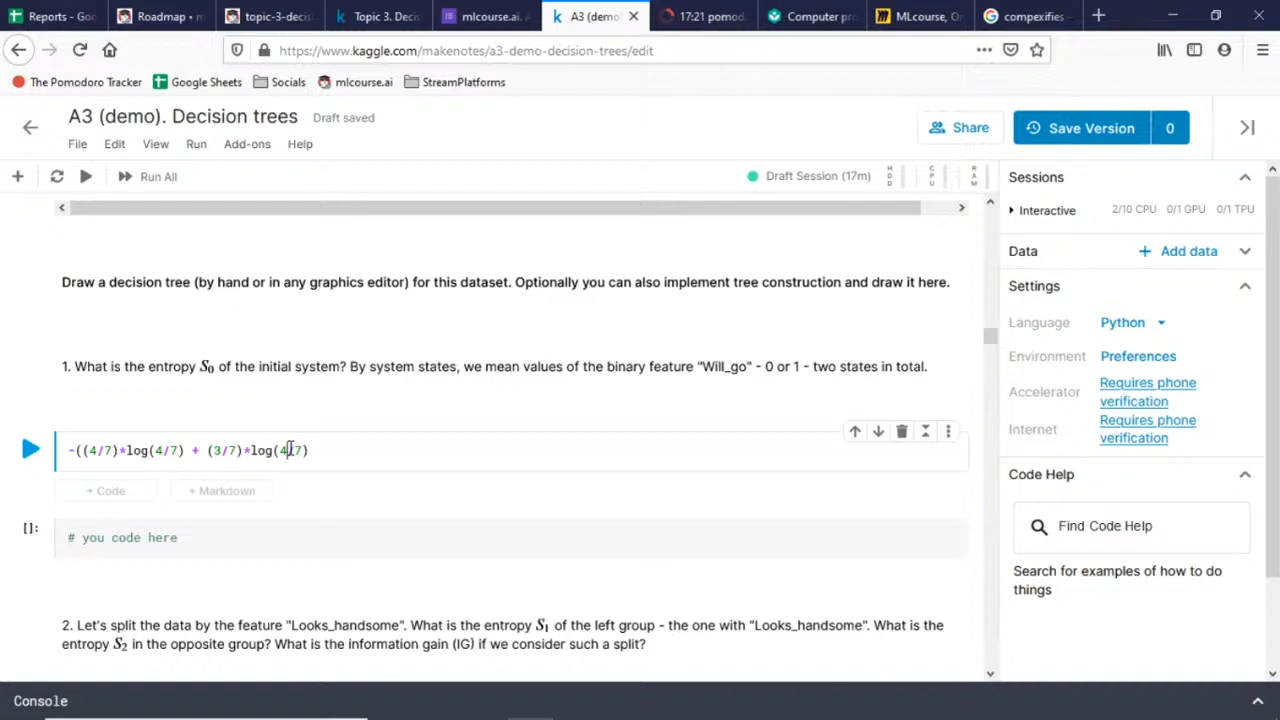 Reports - Go
Roadmap •
topic-3-decis
Topic 3. Decis
mlcourse.ai.
A3 (demo)
17:21 pomod
Computer pr
MLcourse, O
compexifies
https://www.kaggle.com/makenotes/a3-demo-decision-trees/edit
The Pomodoro Tracker
Google Sheets
Socials
mlcourse.ai
StreamPlatforms
A3 (demo). Decision trees
Draft saved
Share
Save Version
0
File
Edit
View
Run
Add-ons
Help
Run All
Draft Session (17m)
HDD
CPU
RAM
Sessions
Interactive
2/10 CPU
0/1 GPU
0/1 TPU
Data
+ Add data
Settings
Language
Python
Environment
Preferences
Accelerator
Requires phone
verification
Internet
Requires phone
verification
Code Help
Find Code Help
Search for examples of how to do
things
Draw a decision tree (by hand or in any graphics editor) for this dataset. Optionally you can also implement tree construction and draw it here.
1. What is the entropy S0 of the initial system? By system states, we mean values of the binary feature "Will_go" - 0 or 1 - two states in total.
-((4/7)*log(4/7) + (3/7)*log(4/7)
+ Code
+ Markdown
[]:
# you code here
2. Let's split the data by the feature "Looks_handsome". What is the entropy S1 of the left group - the one with "Looks_handsome". What is the
entropy S2 in the opposite group? What is the information gain (IG) if we consider such a split?
Console